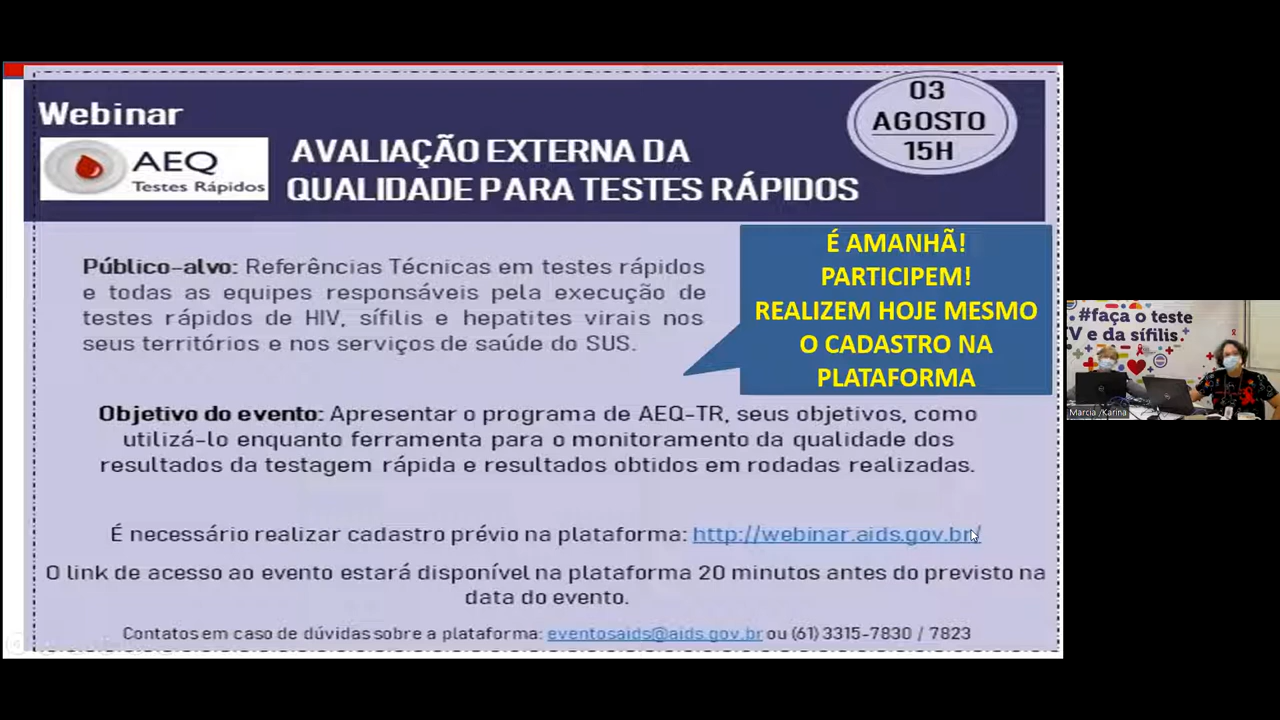 Webinar
AEQ
Testes Rápidos
AVALIAÇÃO EXTERNA DA
QUALIDADE PARA TESTES RÁPIDOS
03
AGOSTO
15H
Público-alvo: Referências Técnicas em testes rápidos
e todas as equipes responsáveis pela execução de
testes rápidos de HIV, sífilis e hepatites virais nos
seus territórios e nos serviços de saúde do SUS.
É AMANHÃ!
PARTICIPEM!
REALIZEM HOJE MESMO
O CADASTRO NA
PLATAFORMA
Objetivo do evento: Apresentar o programa de AEQ-TR, seus objetivos, como
utilizá-lo enquanto ferramenta para o monitoramento da qualidade dos
resultados da testagem rápida e resultados obtidos em rodadas realizadas.
É necessário realizar cadastro prévio na plataforma: http://webinar.aids.gov.br/
O link de acesso ao evento estará disponível na plataforma 20 minutos antes do previsto na
data do evento.
Contatos em caso de dúvidas sobre a plataforma: eventosaids@aids.gov.br ou (61) 3315-7830 / 7823
#faça o teste
V e da sífilis.
Marcia /Karina